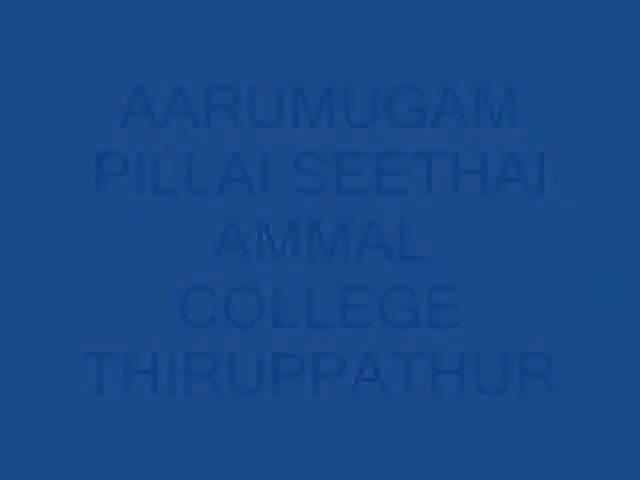 AARUMUGAM
PILLAI SEETHAI
AMMAL
COLLEGE
THIRUPPATHUR